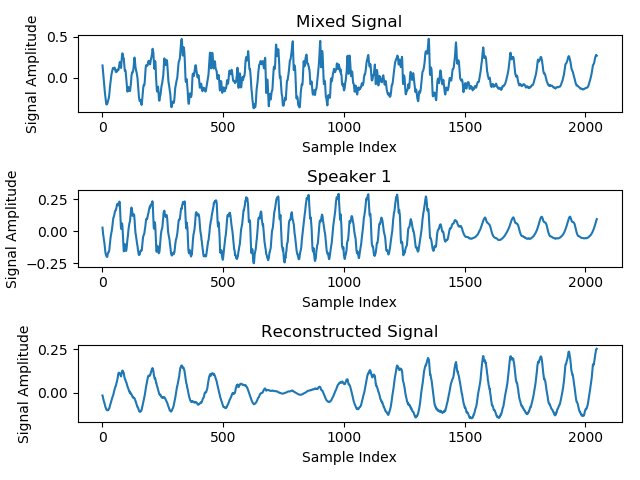 Mixed Signal
Signal Amplitude
0.5
0.0
0
500
1000
1500
2000
Sample Index
Speaker 1
Signal Amplitude
0.25
0.00
−0.25
0
500
1000
1500
2000
Sample Index
Reconstructed Signal
Signal Amplitude
0.25
0.00
0
500
1000
1500
2000
Sample Index